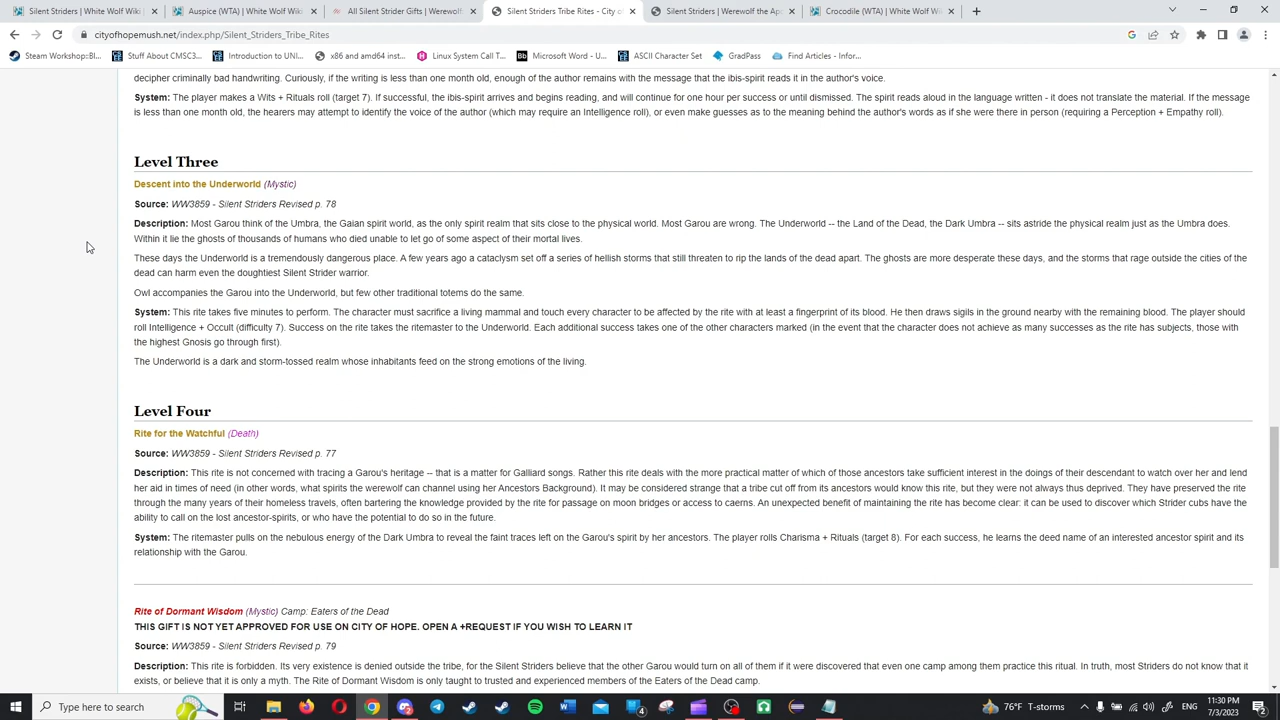 Silent Striders | White Wolf Wiki
Auspice (WTA) | White Wolf Wiki
All Silent Strider Gifts | Werewolf:
Silent Striders Tribe Rites - City o
Silent Striders | Werewolf the Ap
Crocodile (WTA) | White Wolf Wi
cityofhopemush.net/index.php/Silent_Striders_Tribe_Rites
Steam Workshop::Bl...
Stuff About CMSC3...
Introduction to UNI...
x86 and amd64 inst...
Linux System Call T...
Microsoft Word - U...
ASCII Character Set
GradPass
Find Articles - Infor...
decipher criminally bad handwriting. Curiously, if the writing is less than one month old, enough of the author remains with the message that the ibis-spirit reads it in the author's voice.
System: The player makes a Wits + Rituals roll (target 7). If successful, the ibis-spirit arrives and begins reading, and will continue for one hour per success or until dismissed. The spirit reads aloud in the language written - it does not translate the material. If the message
is less than one month old, the hearers may attempt to identify the voice of the author (which may require an Intelligence roll), or even make guesses as to the meaning behind the author's words as if she were there in person (requiring a Perception + Empathy roll).
Level Three
Descent into the Underworld (Mystic)
Source: WW3859 - Silent Striders Revised p. 78
Description: Most Garou think of the Umbra, the Gaian spirit world, as the only spirit realm that sits close to the physical world. Most Garou are wrong. The Underworld -- the Land of the Dead, the Dark Umbra -- sits astride the physical realm just as the Umbra does.
Within it lie the ghosts of thousands of humans who died unable to let go of some aspect of their mortal lives.
These days the Underworld is a tremendously dangerous place. A few years ago a cataclysm set off a series of hellish storms that still threaten to rip the lands of the dead apart. The ghosts are more desperate these days, and the storms that rage outside the cities of the
dead can harm even the doughtiest Silent Strider warrior.
Owl accompanies the Garou into the Underworld, but few other traditional totems do the same.
System: This rite takes five minutes to perform. The character must sacrifice a living mammal and touch every character to be affected by the rite with at least a fingerprint of its blood. He then draws sigils in the ground nearby with the remaining blood. The player should
roll Intelligence + Occult (difficulty 7). Success on the rite takes the ritemaster to the Underworld. Each additional success takes one of the other characters marked (in the event that the character does not achieve as many successes as the rite has subjects, those with
the highest Gnosis go through first).
The Underworld is a dark and storm-tossed realm whose inhabitants feed on the strong emotions of the living.
Level Four
Rite for the Watchful (Death)
Source: WW3859 - Silent Striders Revised p. 77
Description: This rite is not concerned with tracing a Garou's heritage -- that is a matter for Galliard songs. Rather this rite deals with the more practical matter of which of those ancestors take sufficient interest in the doings of their descendant to watch over her and lend
her aid in times of need (in other words, what spirits the werewolf can channel using her Ancestors Background). It may be considered strange that a tribe cut off from its ancestors would know this rite, but they were not always thus deprived. They have preserved the rite
through the many years of their homeless travels, often bartering the knowledge provided by the rite for passage on moon bridges or access to caerns. An unexpected benefit of maintaining the rite has become clear: it can be used to discover which Strider cubs have the
ability to call on the lost ancestor-spirits, or who have the potential to do so in the future.
System: The ritemaster pulls on the nebulous energy of the Dark Umbra to reveal the faint traces left on the Garou's spirit by her ancestors. The player rolls Charisma + Rituals (target 8). For each success, he learns the deed name of an interested ancestor spirit and its
relationship with the Garou.
Rite of Dormant Wisdom (Mystic) Camp: Eaters of the Dead
THIS GIFT IS NOT YET APPROVED FOR USE ON CITY OF HOPE. OPEN A +REQUEST IF YOU WISH TO LEARN IT
Source: WW3859 - Silent Striders Revised p. 79
Description: This rite is forbidden. Its very existence is denied outside the tribe, for the Silent Striders believe that the other Garou would turn on all of them if it were discovered that even one camp among them practice this ritual. In truth, most Striders do not know that it
exists, or believe that it is only a myth. The Rite of Dormant Wisdom is only taught to trusted and experienced members of the Eaters of the Dead camp.
Type here to search
76°F T-storms
ENG
11:30 PM
7/3/2023